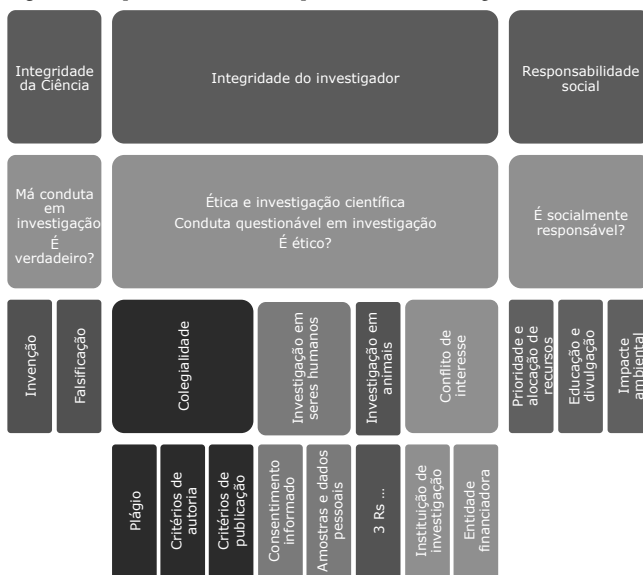 Integridade
da Ciência
Integridade do investigador
Responsabilidade
social
Má conduta
em
investigação
É
verdadeiro?
Ética e investigação científica
Conduta questionável em investigação
É ético?
É socialmente
responsável?
Invenção
Falsificação
Colegialidade
Investigação em
seres humanos
Investigação em
animais
Conflito de
interesse
Prioridade e
alocação de
recursos
Educação e
divulgação
Impacte
ambiental
Plágio
Critérios de
autoria
Critérios de
publicação
Consentimento
informado
Amostras e dados
pessoais
3 Rs ...
Instituição de
investigação
Entidade
financiadora